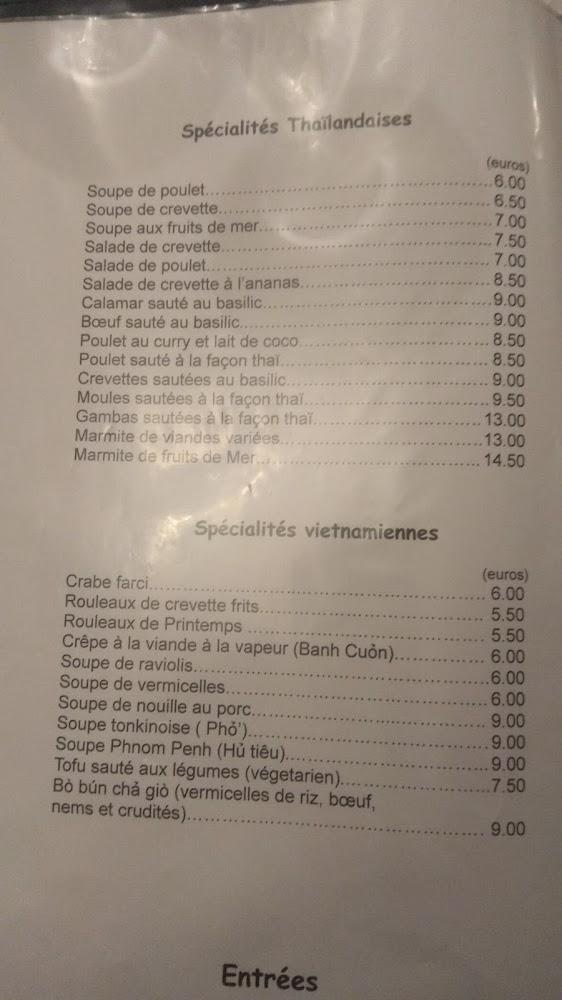 Spécialités Thaïlandaises
(euros)
Soupe de poulet 6.00
Soupe de crevette 6.50
Soupe aux fruits de mer 7.00
Salade de crevette 7.50
Salade de poulet 7.00
Salade de crevette à l'ananas 8.50
Calamar sauté au basilic 9.00
Bœuf sauté au basilic 9.00
Poulet au curry et lait de coco 8.50
Poulet sauté à la façon thaï 8.50
Crevettes sautées au basilic 9.00
Moules sautées à la façon thaï 9.50
Gambas sautées à la façon thaï 13.00
Marmite de viandes variées 13.00
Marmite de fruits de Mer 14.50
Spécialités vietnamiennes
(euros)
Crabe farci 6.00
Rouleaux de crevette frits 5.50
Rouleaux de Printemps 5.50
Crêpe à la viande à la vapeur (Banh Cuôn) 6.00
Soupe de raviolis 6.00
Soupe de vermicelles 6.00
Soupe de nouille au porc 9.00
Soupe tonkinoise ( Phở') 9.00
Soupe Phnom Penh (Hủ tiêu) 9.00
Tofu sauté aux légumes (végetarien) 7.50
Bò bún chả giò (vermicelles de riz, bœuf,
nems et crudités) 9.00
Entrées